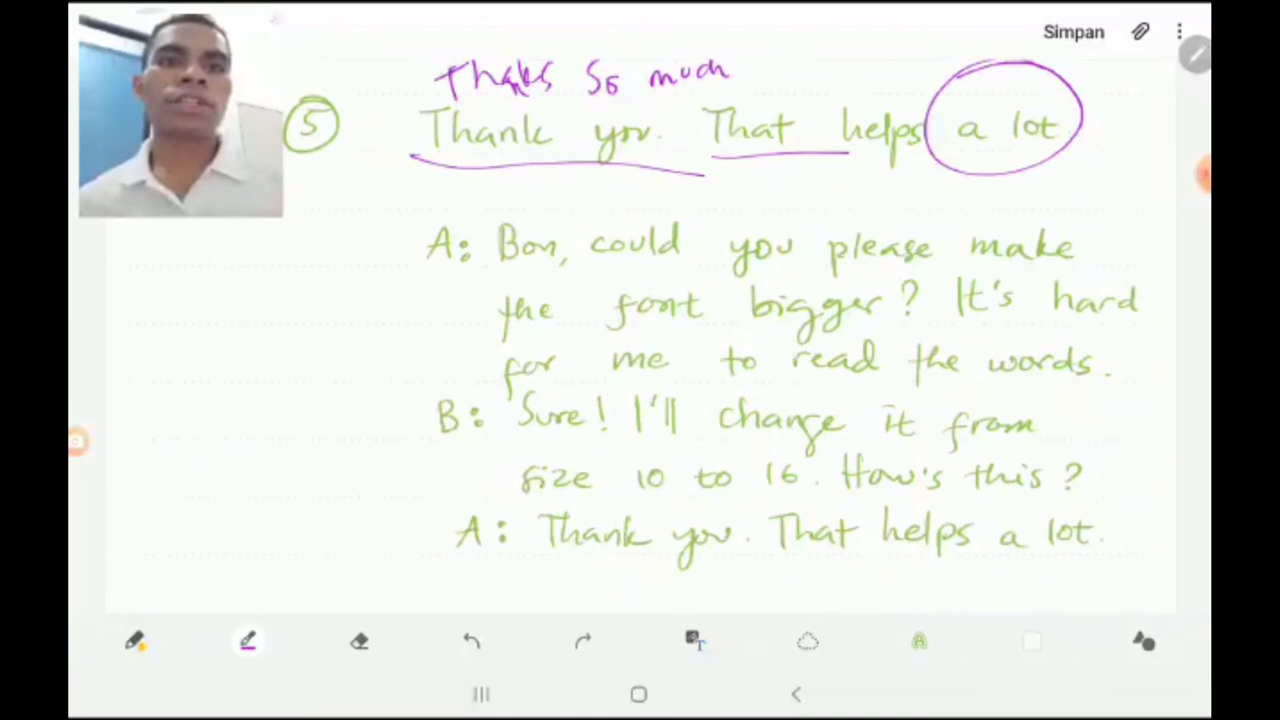 Simpan
Thanks So much
5 Thank you. That helps a lot
A: Bon, could you please make
the font bigger? It's hard
for me to read the words.
B: Sure! I'll change it from
size 10 to 16. How's this?
A: Thank you. That helps a lot.